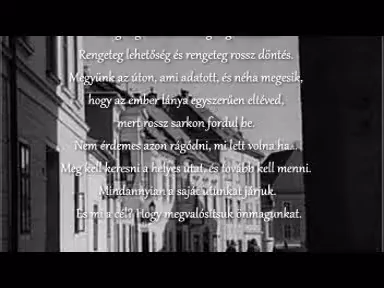 Rengeteg lehetőség és rengeteg rossz döntés.
Megyünk az úton, ami adatott, és néha megesik,
hogy az ember lánya egyszerűen eltéved,
mert rossz sarkon fordul be.
Nem érdemes azon rágódni, mi lett volna ha...
Meg kell keresni a helyes utat, és tovább kell menni.
Mindannyian a saját utunkat járjuk.
És mi a cél? Hogy megvalósítsuk önmagunkat.